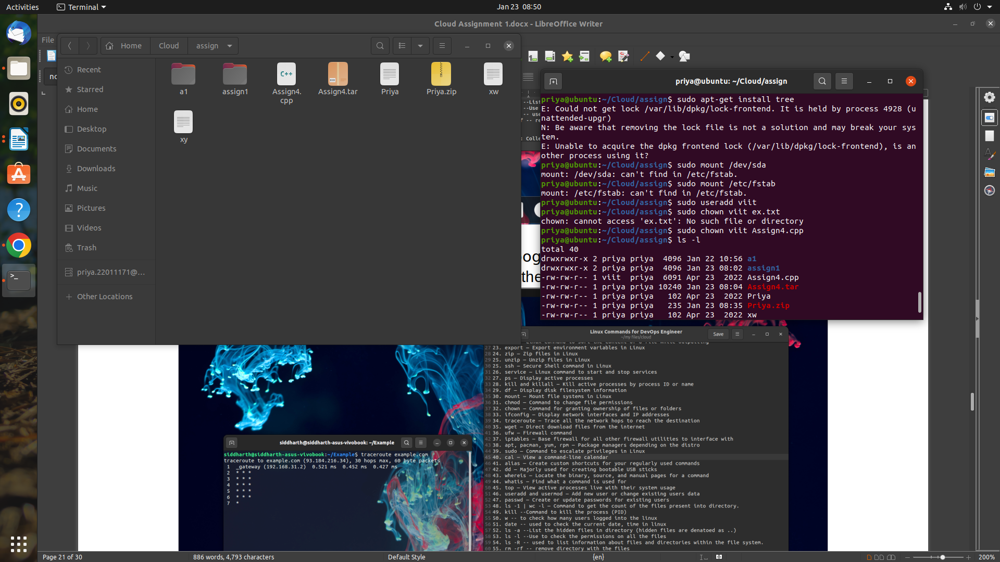 Activities
Terminal
Jan 23 08:50
Cloud Assignment 1.docx - LibreOffice Writer
File
Home
Cloud
assign
Recent
Starred
Home
Desktop
Documents
Downloads
Music
Pictures
Videos
Trash
priya.22011171@...
Other Locations
a1
assign1
Assign4.
cpp
Assign4.tar
Priya
Priya.zip
xw
xy
C++
priya@ubuntu: ~/Cloud/assign
priya@ubuntu:~/Cloud/assign$ sudo apt-get install tree
E: Could not get lock /var/lib/dpkg/lock-frontend. It is held by process 4928 (u
nattended-upgr)
N: Be aware that removing the lock file is not a solution and may break your sys
tem.
E: Unable to acquire the dpkg frontend lock (/var/lib/dpkg/lock-frontend), is an
other process using it?
priya@ubuntu:~/Cloud/assign$ sudo mount /dev/sda
mount: /dev/sda: can't find in /etc/fstab.
priya@ubuntu:~/Cloud/assign$ sudo mount /etc/fstab
mount: /etc/fstab: can't find in /etc/fstab.
priya@ubuntu:~/Cloud/assign$ sudo useradd viit
priya@ubuntu:~/Cloud/assign$ sudo chown viit ex.txt
chown: cannot access 'ex.txt': No such file or directory
priya@ubuntu:~/Cloud/assign$ sudo chown viit Assign4.cpp
priya@ubuntu:~/Cloud/assign$ ls -l
total 40
drwxrwxr-x 2 priya priya  4096 Jan 22 10:56 a1
drwxrwxr-x 2 priya priya  4096 Jan 23 08:02 assign1
-rw-rw-r-- 1 viit  priya  6091 Apr 23  2022 Assign4.cpp
-rw-rw-r-- 1 priya priya 10240 Jan 23 08:04 Assign4.tar
-rw-rw-r-- 1 priya priya   102 Apr 23  2022 Priya
-rw-rw-r-- 1 priya priya   235 Jan 23 08:35 Priya.zip
-rw-rw-r-- 1 priya priya   102 Apr 23  2022 xw
Linux Commands for DevOps Engineer
~/my files/cloud
Save
27 23. export – Export environment variables in Linux
28 24. zip – Zip files in Linux
29 25. unzip – Unzip files in Linux
30 25. ssh – Secure Shell command in Linux
31 26. service – Linux command to start and stop services
32 27. ps – Display active processes
33 28. kill and killall – Kill active processes by process ID or name
34 29. df – Display disk filesystem information
35 30. mount – Mount file systems in Linux
36 31. chmod – Command to change file permissions
37 32. chown – Command for granting ownership of files or folders
38 33. ifconfig – Display network interfaces and IP addresses
39 34. traceroute – Trace all the network hops to reach the destination
40 35. wget – Direct download files from the internet
41 36. ufw – Firewall command
42 37. iptables – Base firewall for all other firewall utilities to interface with
43 38. apt, pacman, yum, rpm – Package managers depending on the distro
44 39. sudo – Command to escalate privileges in Linux
45 40. cal – View a command-line calendar
46 41. alias – Create custom shortcuts for your regularly used commands
47 42. dd – Majorly used for creating bootable USB sticks
48 43. whereis – Locate the binary, source, and manual pages for a command
49 44. whatis – Find what a command is used for
50 45. top – View active processes live with their system usage
51 46. useradd and usermod – Add new user or change existing users data
52 47. passwd – Create or update passwords for existing users
53 48. ls -1 | wc -l – Command to get the count of the files present into directory.
54 49. kill --Command to kill the process (PID)
55 50. w -- to check how many users logged into the linux
56 51. date -- used to check the current date, time in linux
57 52. ls -a --List the hidden files in directory (hidden files are denatoed as ..)
58 53. ls -l --Use to check the permissions on all the files
59 54. ls -R -- used to list information about files and directories within the file system.
60 55. rm -rf -- remove directory with the files
siddharth@siddharth-asus-vivobook: ~/Example
siddharth@siddharth-asus-vivobook:~/Example$ traceroute example.com
traceroute to example.com (93.184.216.34), 30 hops max, 60 byte packets
1  _gateway (192.168.31.2)  0.521 ms  0.452 ms  0.427 ms
2  * * *
3  * * *
4  * * *
5  * * *
6  * * *
7  *
Page 21 of 30
886 words, 4,793 characters
Default Style
{en}
200%